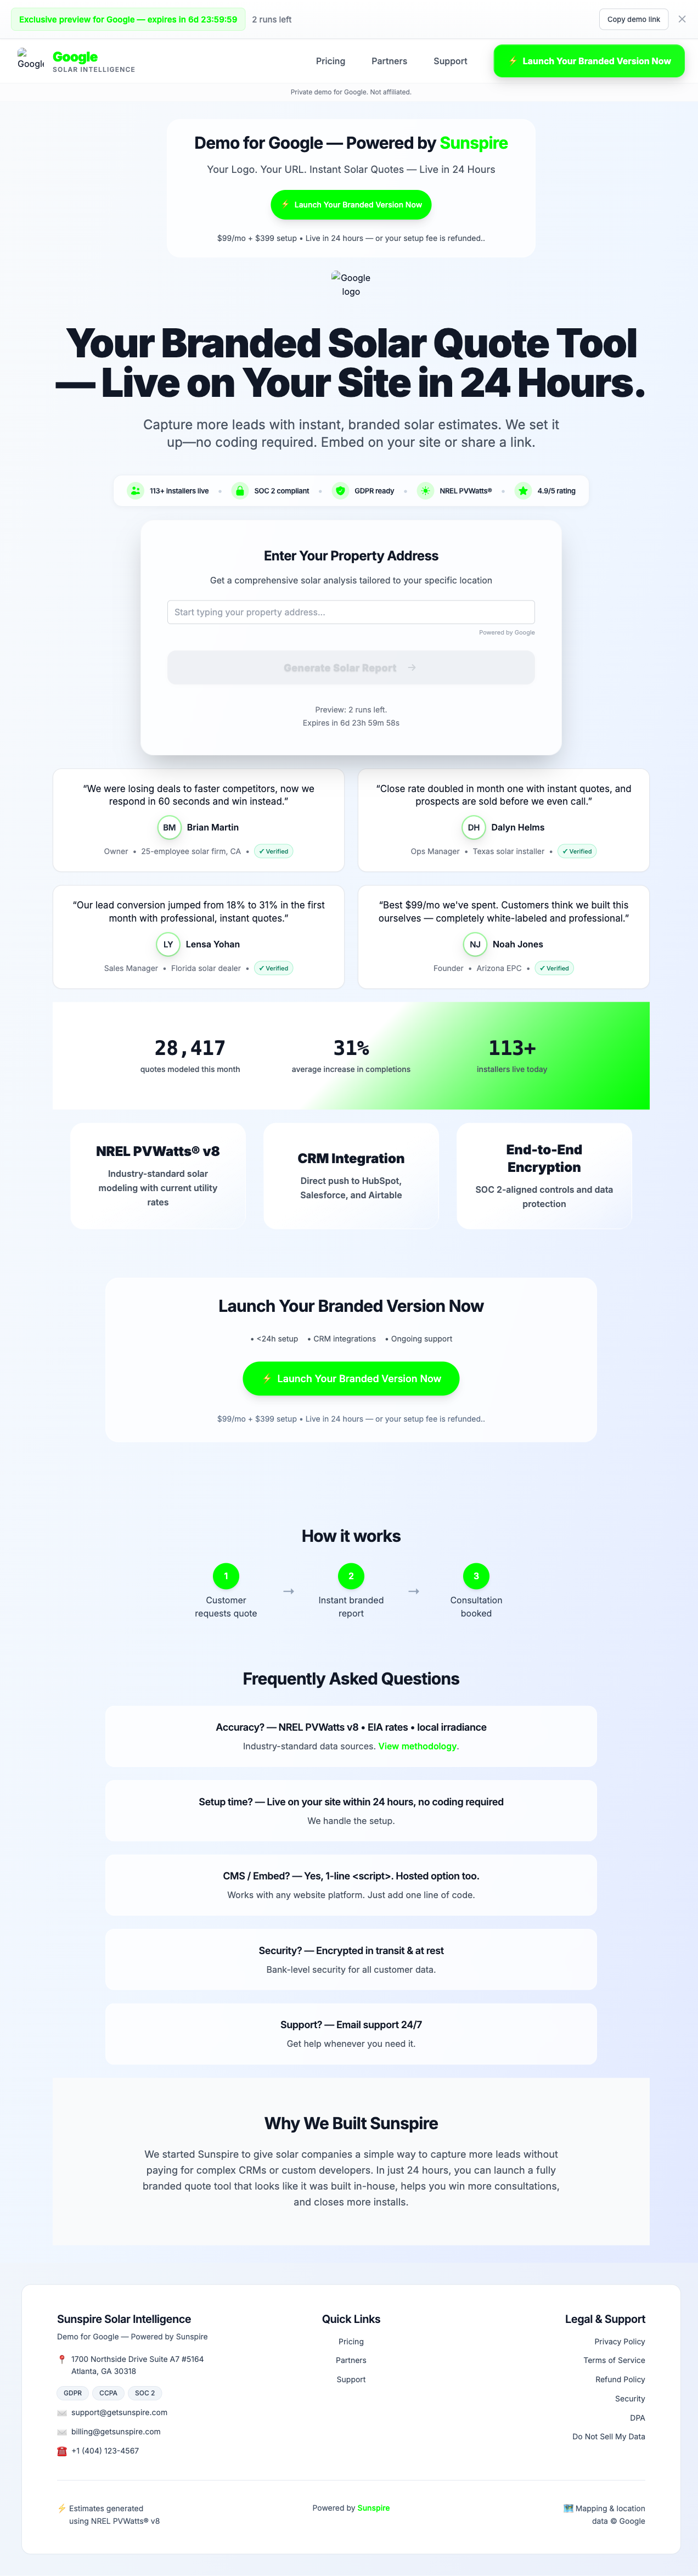 Exclusive preview for Google — expires in 6d 23:59:59
2 runs left
Copy demo link
Google
Google
SOLAR INTELLIGENCE
Pricing
Partners
Support
⚡ Launch Your Branded Version Now
Private demo for Google. Not affiliated.
Demo for Google — Powered by Sunspire
Your Logo. Your URL. Instant Solar Quotes — Live in 24 Hours
⚡ Launch Your Branded Version Now
$99/mo + $399 setup • Live in 24 hours — or your setup fee is refunded..
Google
logo
Your Branded Solar Quote Tool
— Live on Your Site in 24 Hours.
Capture more leads with instant, branded solar estimates. We set it
up—no coding required. Embed on your site or share a link.
113+ installers live • SOC 2 compliant • GDPR ready • NREL PVWatts® • 4.9/5 rating
Enter Your Property Address
Get a comprehensive solar analysis tailored to your specific location
Start typing your property address...
Powered by Google
Generate Solar Report →
Preview: 2 runs left.
Expires in 6d 23h 59m 58s
“We were losing deals to faster competitors, now we
respond in 60 seconds and win instead.”
BM Brian Martin
Owner • 25-employee solar firm, CA • ✓ Verified
“Close rate doubled in month one with instant quotes, and
prospects are sold before we even call.”
DH Dalyn Helms
Ops Manager • Texas solar installer • ✓ Verified
“Our lead conversion jumped from 18% to 31% in the first
month with professional, instant quotes.”
LY Lensa Yohan
Sales Manager • Florida solar dealer • ✓ Verified
“Best $99/mo we've spent. Customers think we built this
ourselves — completely white-labeled and professional.”
NJ Noah Jones
Founder • Arizona EPC • ✓ Verified
28,417
quotes modeled this month
31%
average increase in completions
113+
installers live today
NREL PVWatts® v8
Industry-standard solar
modeling with current utility
rates
CRM Integration
Direct push to HubSpot,
Salesforce, and Airtable
End-to-End
Encryption
SOC 2-aligned controls and data
protection
Launch Your Branded Version Now
• <24h setup • CRM integrations • Ongoing support
⚡ Launch Your Branded Version Now
$99/mo + $399 setup • Live in 24 hours — or your setup fee is refunded..
How it works
1
Customer
requests quote
→
2
Instant branded
report
→
3
Consultation
booked
Frequently Asked Questions
Accuracy? — NREL PVWatts v8 • EIA rates • local irradiance
Industry-standard data sources. View methodology.
Setup time? — Live on your site within 24 hours, no coding required
We handle the setup.
CMS / Embed? — Yes, 1-line <script>. Hosted option too.
Works with any website platform. Just add one line of code.
Security? — Encrypted in transit & at rest
Bank-level security for all customer data.
Support? — Email support 24/7
Get help whenever you need it.
Why We Built Sunspire
We started Sunspire to give solar companies a simple way to capture more leads without
paying for complex CRMs or custom developers. In just 24 hours, you can launch a fully
branded quote tool that looks like it was built in-house, helps you win more consultations,
and closes more installs.
Sunspire Solar Intelligence
Demo for Google — Powered by Sunspire
1700 Northside Drive Suite A7 #5164
Atlanta, GA 30318
GDPR CCPA SOC 2
support@getsunspire.com
billing@getsunspire.com
+1 (404) 123-4567
Quick Links
Pricing
Partners
Support
Legal & Support
Privacy Policy
Terms of Service
Refund Policy
Security
DPA
Do Not Sell My Data
⚡ Estimates generated
using NREL PVWatts® v8
Powered by Sunspire
Mapping & location
data © Google